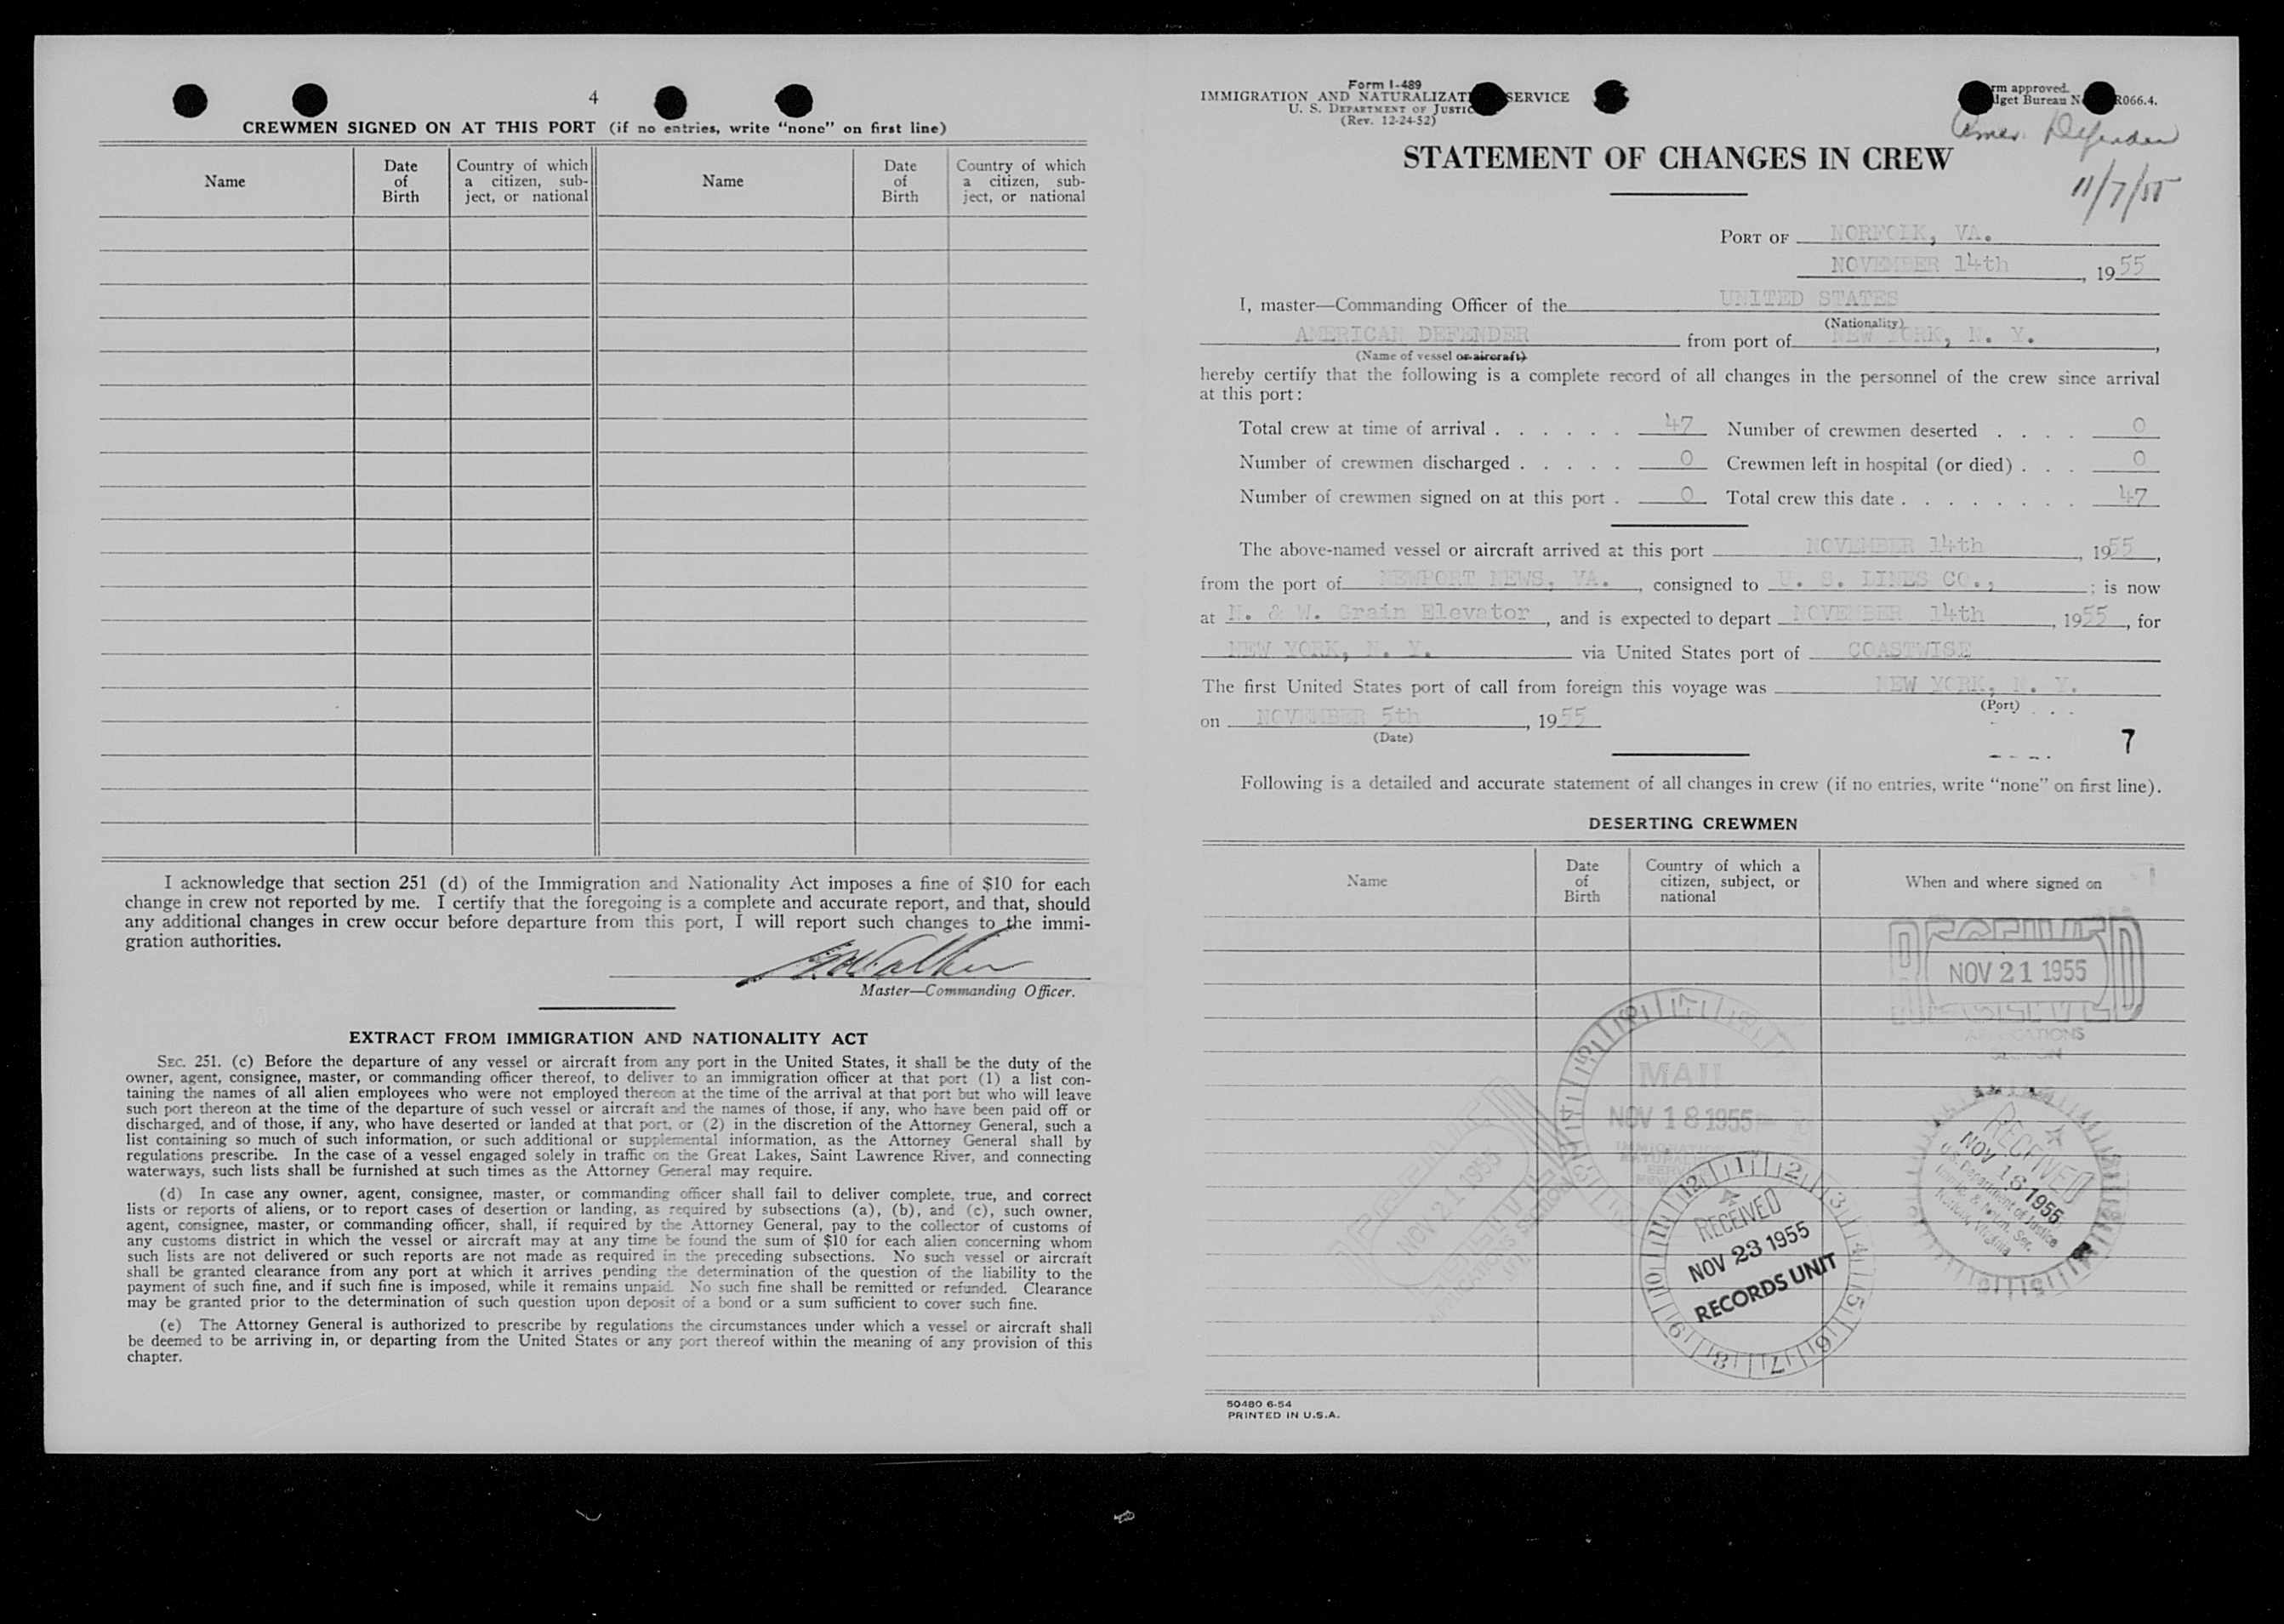 4
CREWMEN SIGNED ON AT THIS PORT (if no entries, write "none" on first line)
Name
Date of Birth
Country of which a citizen, subject, or national
Name
Date of Birth
Country of which a citizen, subject, or national
I acknowledge that section 251 (d) of the Immigration and Nationality Act imposes a fine of $10 for each
change in crew not reported by me. I certify that the foregoing is a complete and accurate report, and that, should
any additional changes in crew occur before departure from this port, I will report such changes to the immi-
gration authorities.
Walker
Master—Commanding Officer.
EXTRACT FROM IMMIGRATION AND NATIONALITY ACT
SEC. 251. (c) Before the departure of any vessel or aircraft from any port in the United States, it shall be the duty of the
owner, agent, consignee, master, or commanding officer thereof, to deliver to an immigration officer at that port (1) a list con-
taining the names of all alien employees who were not employed thereon at the time of the arrival at that port but who will leave
such port thereon at the time of the departure of such vessel or aircraft and the names of those, if any, who have been paid off or
discharged, and of those, if any, who have deserted or landed at that port, or (2) in the discretion of the Attorney General, such a
list containing so much of such information, or such additional or supplemental information, as the Attorney General shall by
regulations prescribe. In the case of a vessel engaged solely in traffic on the Great Lakes, Saint Lawrence River, and connecting
waterways, such lists shall be furnished at such times as the Attorney General may require.
(d) In case any owner, agent, consignee, master, or commanding officer shall fail to deliver complete, true, and correct
lists or reports of aliens, or to report cases of desertion or landing, as required by subsections (a), (b), and (c), such owner,
agent, consignee, master, or commanding officer, shall, if required by the Attorney General, pay to the collector of customs of
any customs district in which the vessel or aircraft may at any time be found the sum of $10 for each alien concerning whom
such lists are not delivered or such reports are not made as required in the preceding subsections. No such vessel or aircraft
shall be granted clearance from any port at which it arrives pending the determination of the question of the liability to the
payment of such fine, and if such fine is imposed, while it remains unpaid. No such fine shall be remitted or refunded. Clearance
may be granted prior to the determination of such question upon deposit of a bond or a sum sufficient to cover such fine.
(e) The Attorney General is authorized to prescribe by regulations the circumstances under which a vessel or aircraft shall
be deemed to be arriving in, or departing from the United States or any port thereof within the meaning of any provision of this
chapter.
Form I-489
IMMIGRATION AND NATURALIZATI SERVICE
U. S. DEPARTMENT OF JUSTIC
(Rev. 12-24-52)
rm approved.
dget Bureau N R066.4.
Amer. Defender
11/7/55
STATEMENT OF CHANGES IN CREW
PORT OF NORFOLK, VA.
NOVEMBER 14th, 1955
I, master—Commanding Officer of the UNITED STATES
(Nationality)
AMERICAN DEFENDER from port of NEW YORK, N. Y.,
(Name of vessel or aircraft)
hereby certify that the following is a complete record of all changes in the personnel of the crew since arrival
at this port:
Total crew at time of arrival . . . . . . 47 Number of crewmen deserted . . . . 0
Number of crewmen discharged . . . . . 0 Crewmen left in hospital (or died) . . . 0
Number of crewmen signed on at this port . 0 Total crew this date . . . . . . . . 47
The above-named vessel or aircraft arrived at this port NOVEMBER 14th, 1955,
from the port of NEWPORT NEWS, VA., consigned to U. S. LINES CO.,; is now
at N. & W. Grain Elevator, and is expected to depart NOVEMBER 14th, 1955, for
NEW YORK, N. Y. via United States port of COASTWISE
The first United States port of call from foreign this voyage was NEW YORK, N. Y.
(Port)
on NOVEMBER 5th, 1955
(Date)
7
Following is a detailed and accurate statement of all changes in crew (if no entries, write "none" on first line).
DESERTING CREWMEN
Name
Date of Birth
Country of which a citizen, subject, or national
When and where signed on
RECEIVED
NOV 21 1955
MAIL
NOV 18 1955
NOV 21 1955
RECEIVED
NOV 16 1955
U.S. Department of Justice
Immig. & Natzn. Ser.
Norfolk, Virginia
RECEIVED
NOV 23 1955
RECORDS UNIT
50480 6-54
PRINTED IN U.S.A.